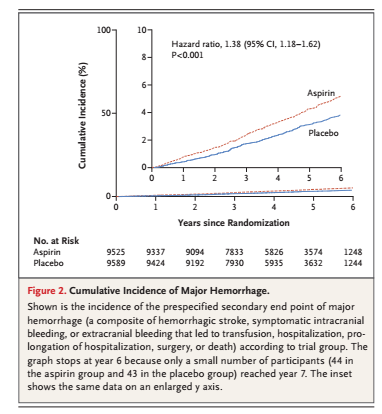 100
10
Hazard ratio, 1.38 (95% CI, 1.18–1.62)
P<0.001
8
6
Aspirin
50
4
Placebo
2
0
0 1 2 3 4 5 6
0
0 1 2 3 4 5 6
Cumulative Incidence (%)
Years since Randomization
No. at Risk
Aspirin 9525 9337 9094 7833 5826 3574 1248
Placebo 9589 9424 9192 7930 5935 3632 1244
Figure 2. Cumulative Incidence of Major Hemorrhage.
Shown is the incidence of the prespecified secondary end point of major
hemorrhage (a composite of hemorrhagic stroke, symptomatic intracranial
bleeding, or extracranial bleeding that led to transfusion, hospitalization, pro-
longation of hospitalization, surgery, or death) according to trial group. The
graph stops at year 6 because only a small number of participants (44 in
the aspirin group and 43 in the placebo group) reached year 7. The inset
shows the same data on an enlarged y axis.